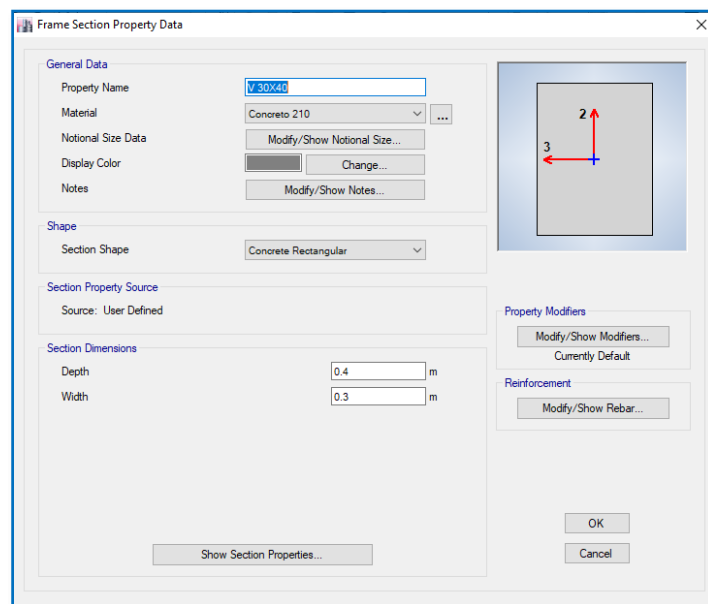 Frame Section Property Data
General Data
Property Name V 30X40
Material Concreto 210 ...
Notional Size Data Modify/Show Notional Size...
Display Color Change...
Notes Modify/Show Notes...
2
3
Shape
Section Shape Concrete Rectangular
Section Property Source
Source: User Defined
Property Modifiers
Modify/Show Modifiers...
Currently Default
Section Dimensions
Depth 0.4 m
Width 0.3 m
Reinforcement
Modify/Show Rebar...
Show Section Properties...
OK
Cancel